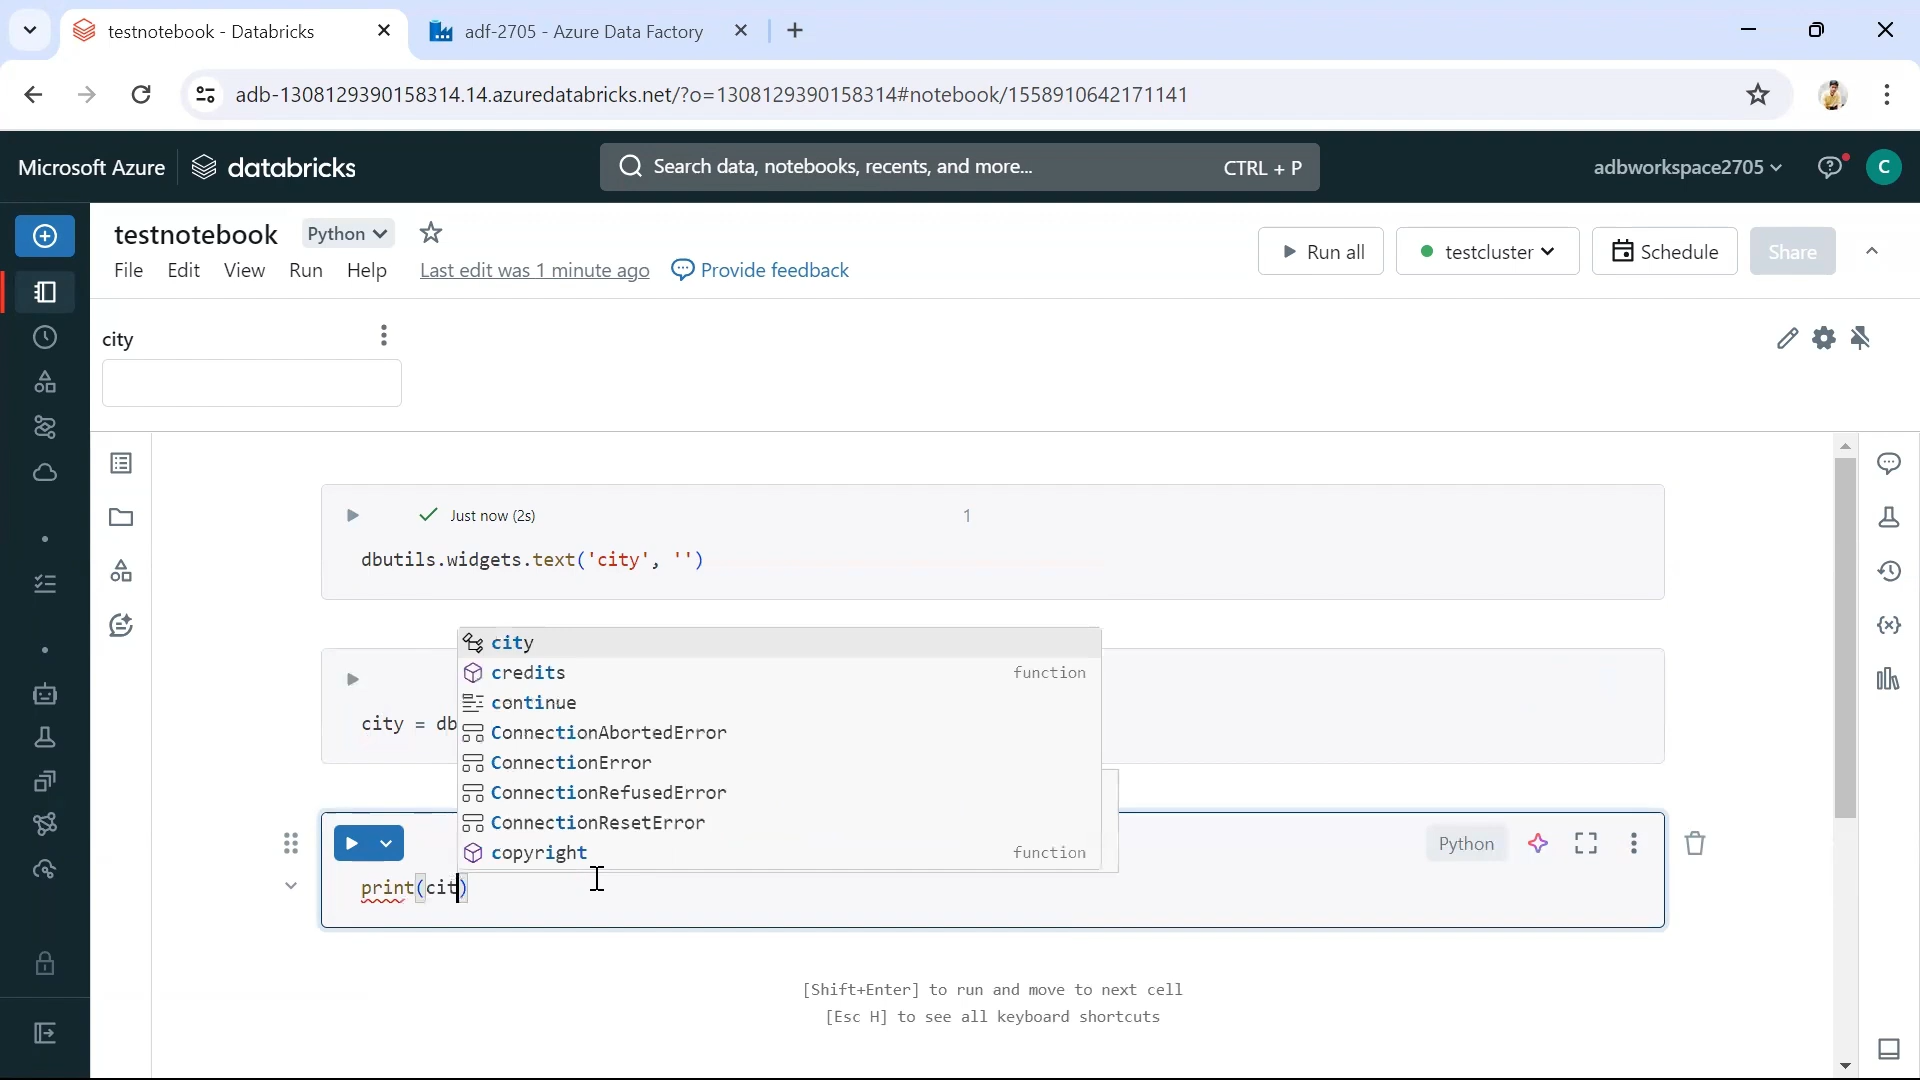 testnotebook - Databricks
adf-2705 - Azure Data Factory
adb-1308129390158314.14.azuredatabricks.net/?o=1308129390158314#notebook/1558910642171141
Microsoft Azure databricks
Search data, notebooks, recents, and more... CTRL + P
adbworkspace2705
C
testnotebook Python
File Edit View Run Help Last edit was 1 minute ago Provide feedback
Run all testcluster Schedule Share
city
Just now (2s) 1
dbutils.widgets.text('city', '')
city = db
city
credits function
continue
ConnectionAbortedError
ConnectionError
ConnectionRefusedError
ConnectionResetError
copyright function
Python
print(cit)
[Shift+Enter] to run and move to next cell
[Esc H] to see all keyboard shortcuts